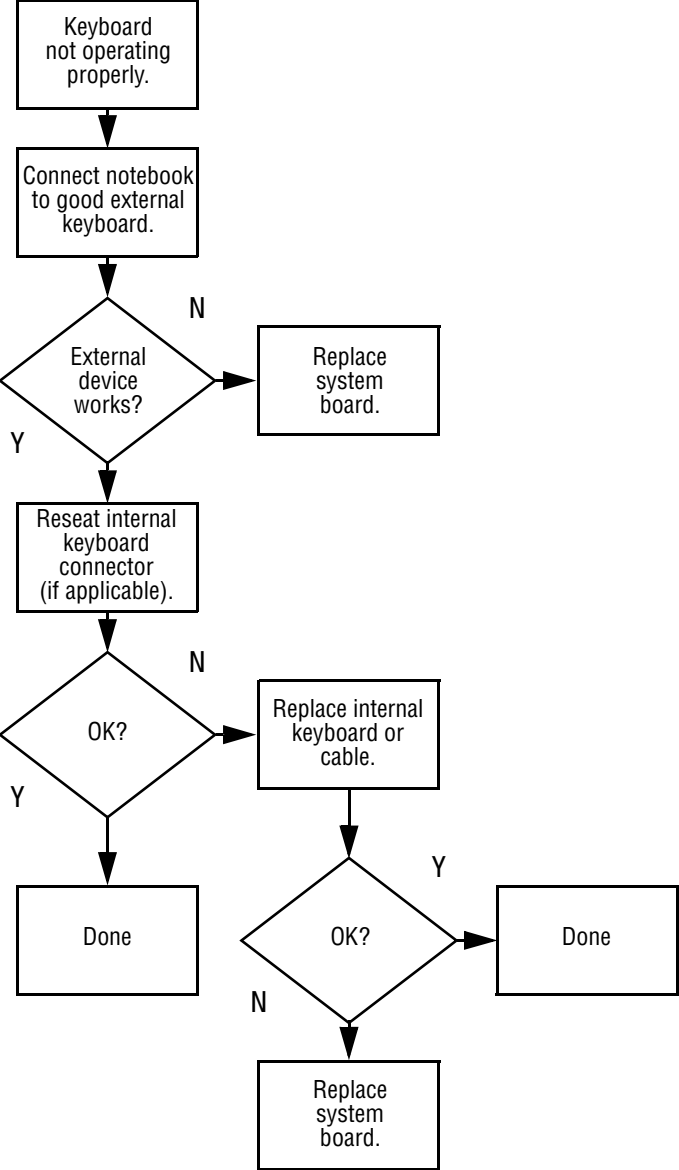 Keyboard
not operating
properly.
Connect notebook
to good external
keyboard.
N
External
device
works?
Replace
system
board.
Y
Reseat internal
keyboard
connector
(if applicable).
N
OK?
Replace internal
keyboard or
cable.
Y
Y
Done
OK?
Done
N
Replace
system
board.